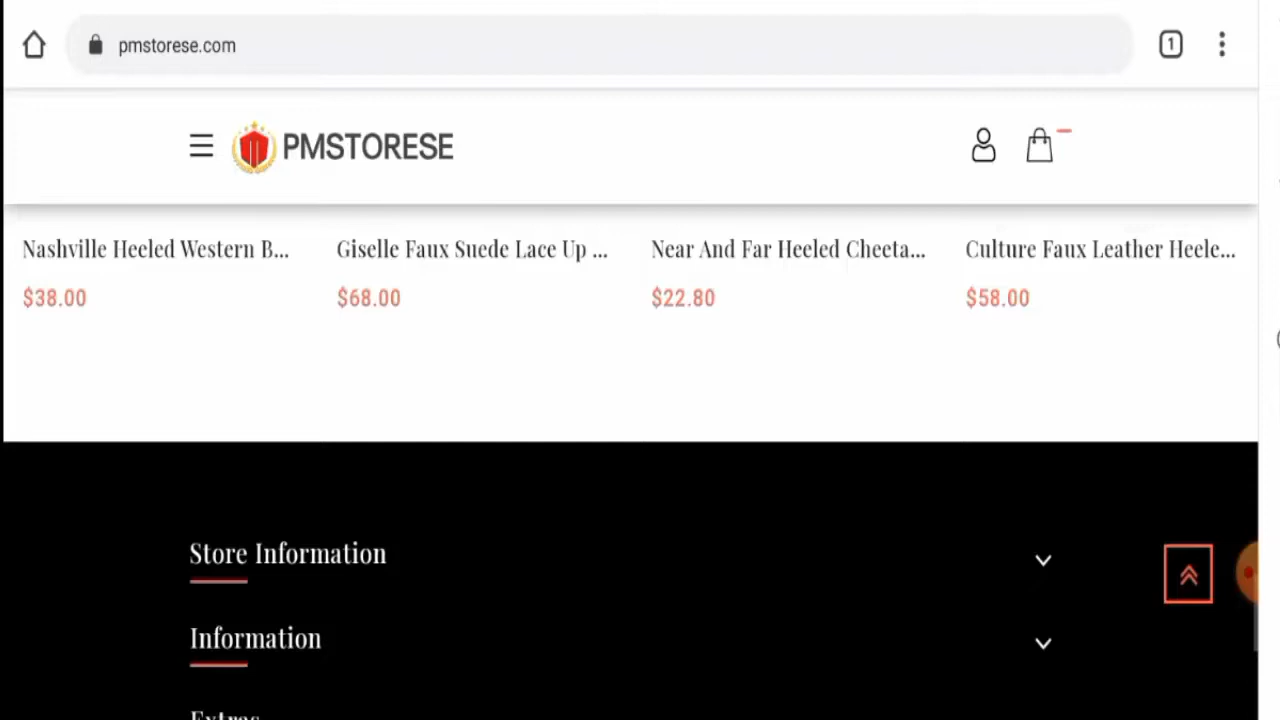 pmstorese.com
1
PMSTORESE
Nashville Heeled Western B...
Giselle Faux Suede Lace Up ...
Near And Far Heeled Cheeta...
Culture Faux Leather Heele...
$38.00
$68.00
$22.80
$58.00
Store Information
Information
Extras